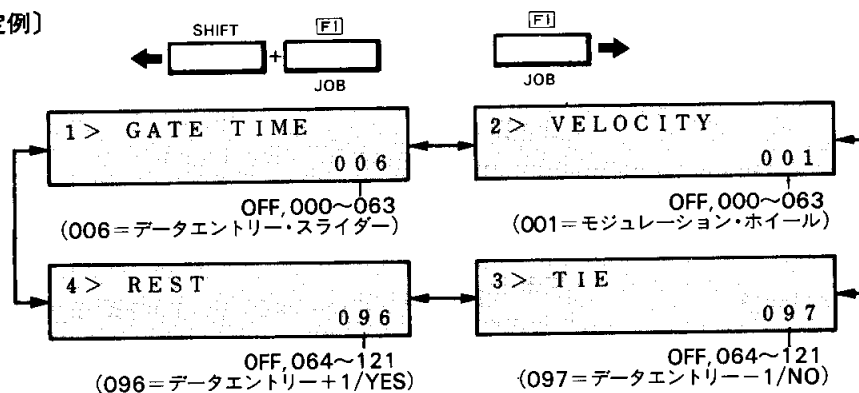 定例〕
SHIFT F1 F1
+
JOB JOB
1> GATE TIME
006
OFF, 000～063
(006＝データエントリー・スライダー)
2> VELOCITY
001
OFF, 000～063
(001＝モジュレーション・ホイール)
4> REST
096
OFF, 064～121
(096＝データエントリー＋1/YES)
3> TIE
097
OFF, 064～121
(097＝データエントリー－1/NO)